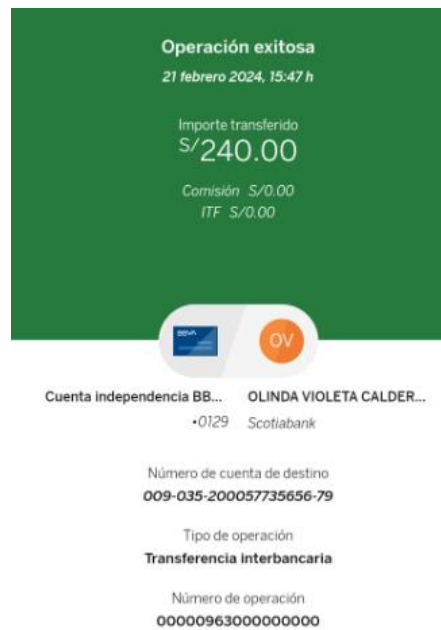 Operación exitosa
21 febrero 2024, 15:47 h
Importe transferido
S/240.00
Comisión S/0.00
ITF S/0.00
BBVA
OV
Cuenta independencia BB... OLINDA VIOLETA CALDER...
•0129 Scotiabank
Número de cuenta de destino
009-035-200057735656-79
Tipo de operación
Transferencia interbancaria
Número de operación
00000963000000000